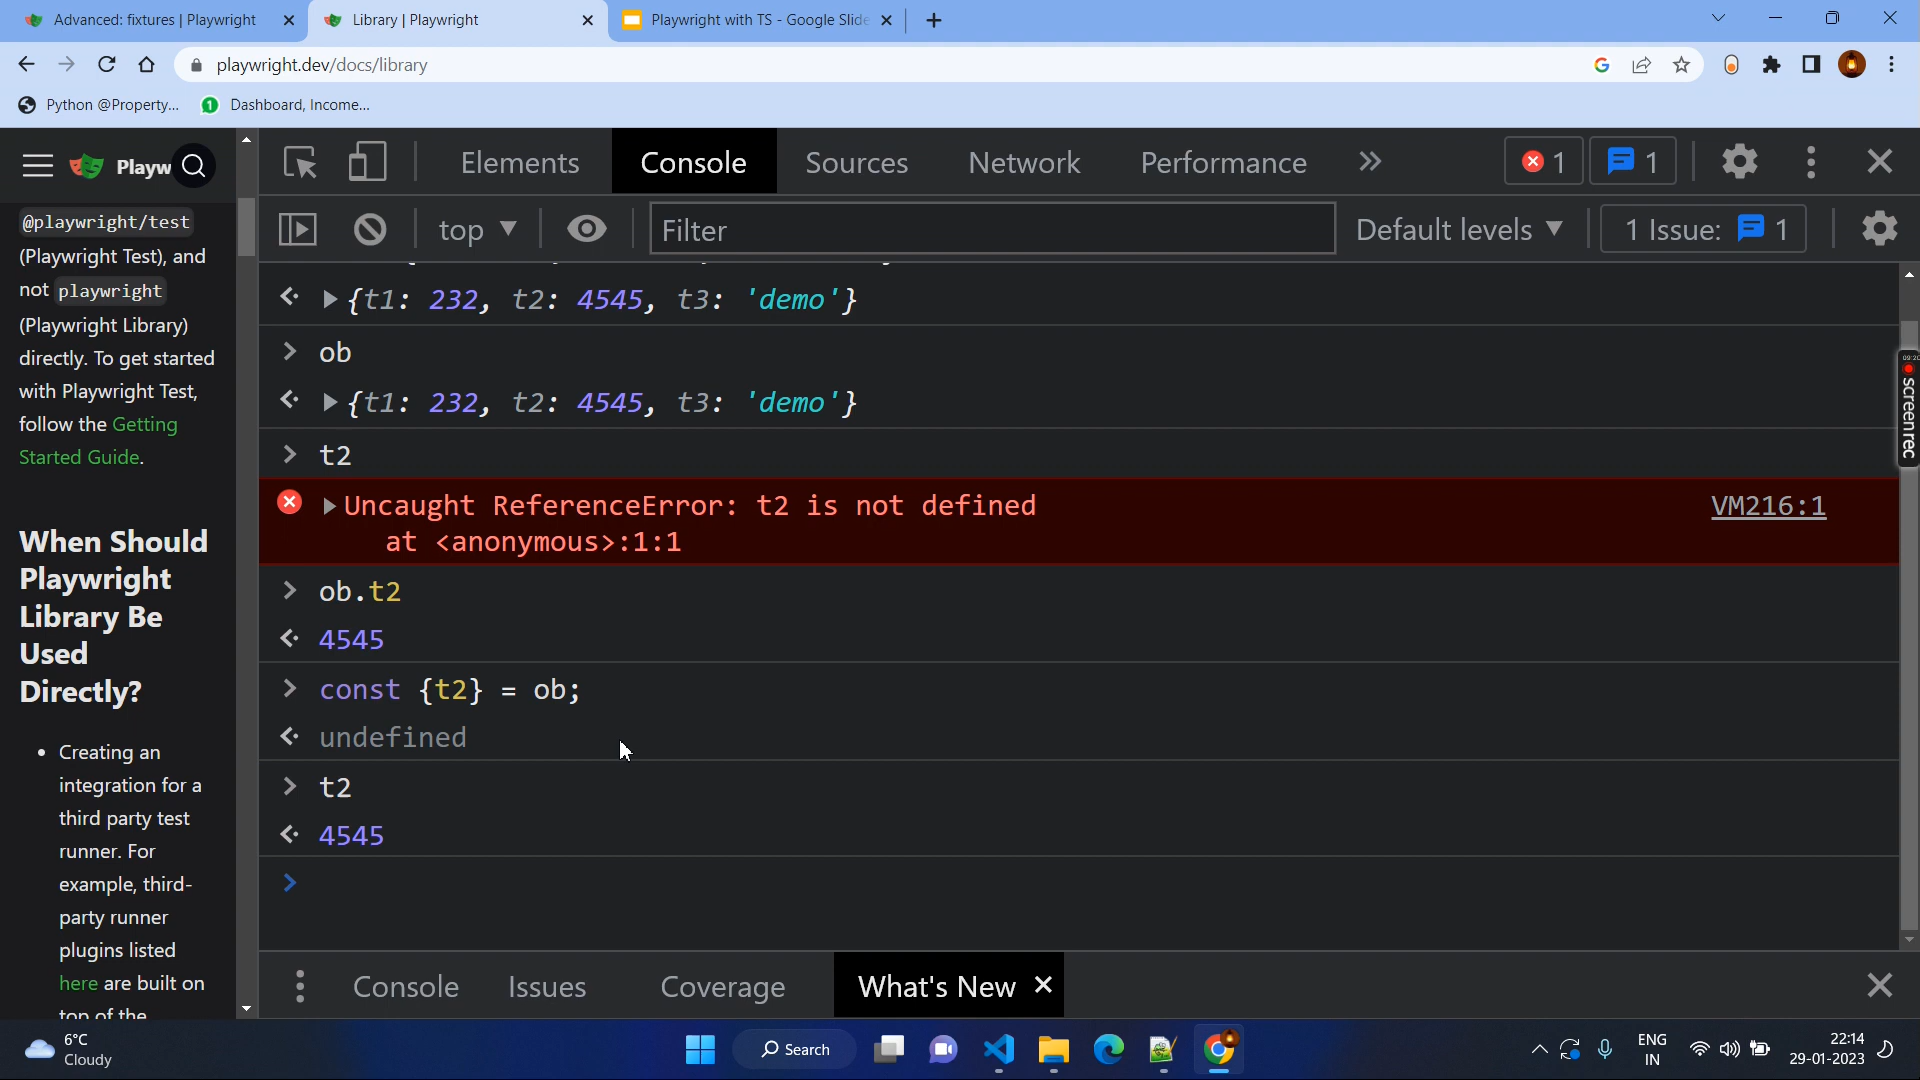 Advanced: fixtures | Playwright
Library | Playwright
Playwright with TS - Google Slide
playwright.dev/docs/library
Python @Property...
Dashboard, Income...
Playw
@playwright/test
(Playwright Test), and
not playwright
(Playwright Library)
directly. To get started
with Playwright Test,
follow the Getting
Started Guide.
When Should
Playwright
Library Be
Used
Directly?
Creating an
integration for a
third party test
runner. For
example, third-
party runner
plugins listed
here are built on
top of the
Elements
Console
Sources
Network
Performance
1
1
top
Filter
Default levels
1 Issue: 1
{t1: 232, t2: 4545, t3: 'demo'}
ob
{t1: 232, t2: 4545, t3: 'demo'}
t2
Uncaught ReferenceError: t2 is not defined
VM216:1
at <anonymous>:1:1
ob.t2
4545
const {t2} = ob;
undefined
t2
4545
Console
Issues
Coverage
What's New
screenrec
6°C
Cloudy
Search
ENG
IN
22:14
29-01-2023